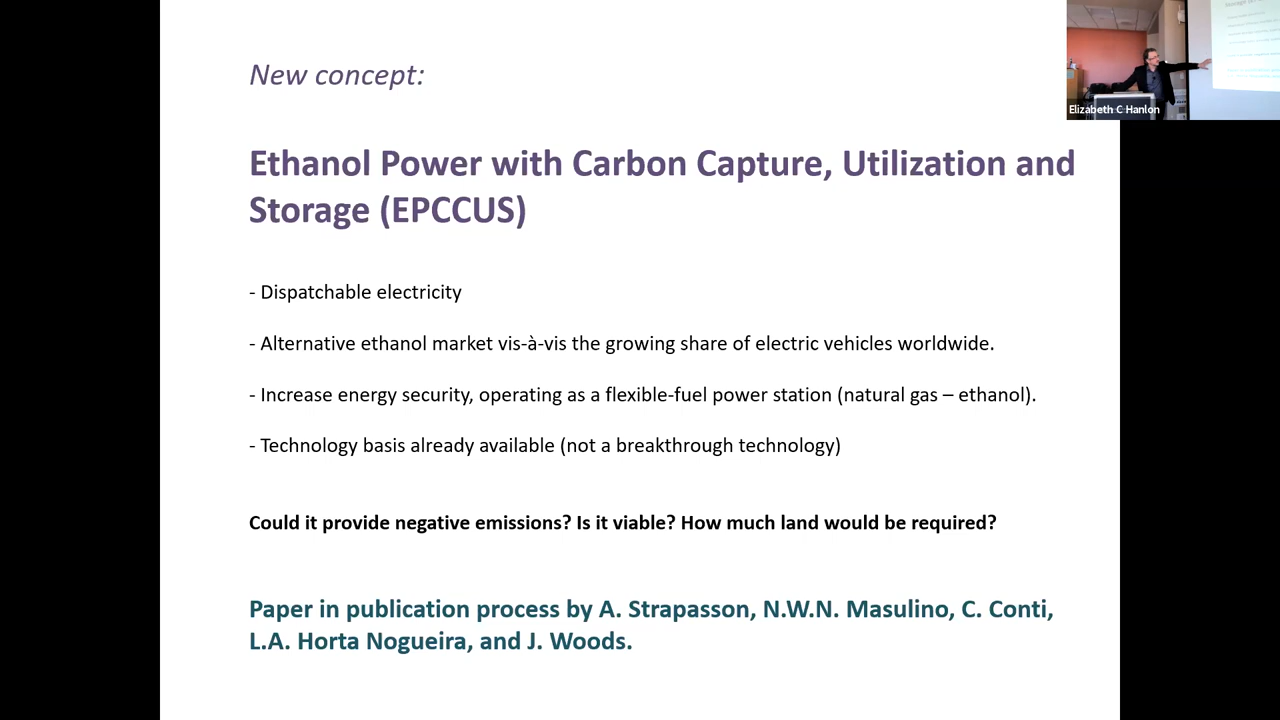 New concept:
Ethanol Power with Carbon Capture, Utilization and
Storage (EPCCUS)
- Dispatchable electricity
- Alternative ethanol market vis-à-vis the growing share of electric vehicles worldwide.
- Increase energy security, operating as a flexible-fuel power station (natural gas – ethanol).
- Technology basis already available (not a breakthrough technology)
Could it provide negative emissions? Is it viable? How much land would be required?
Paper in publication process by A. Strapasson, N.W.N. Masulino, C. Conti,
L.A. Horta Nogueira, and J. Woods.
Elizabeth C Hanlon